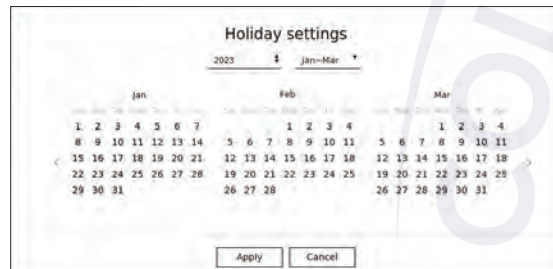 Holiday settings
2023 Jan~Mar
Jan Feb Mar
1 2 3 4 5 6 7 1 2 3 4 1 2 3 4
8 9 10 11 12 13 14 5 6 7 8 9 10 11 5 6 7 8 9 10 11
15 16 17 18 19 20 21 12 13 14 15 16 17 18 12 13 14 15 16 17 18
22 23 24 25 26 27 28 19 20 21 22 23 24 25 19 20 21 22 23 24 25
29 30 31 26 27 28 26 27 28 29 30 31
Apply Cancel